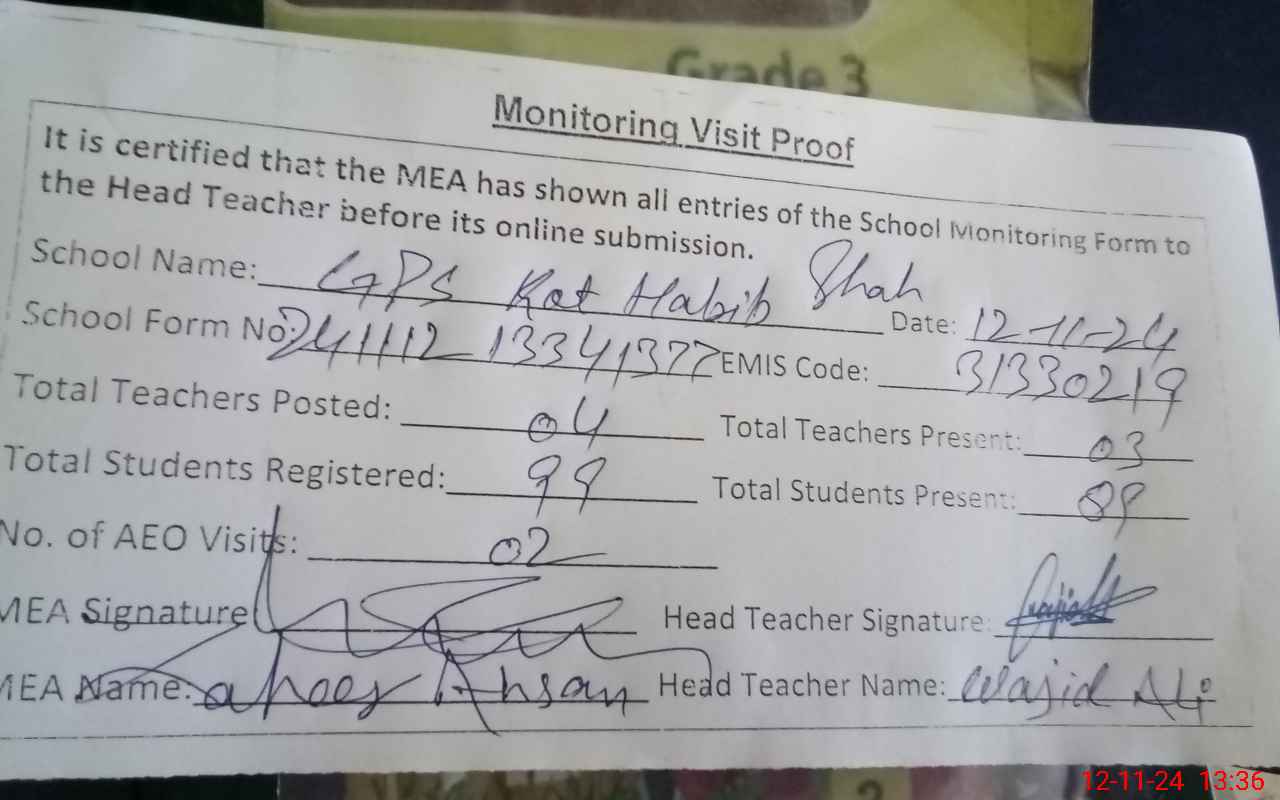 Grade 3
Monitoring Visit Proof
It is certified that the MEA has shown all entries of the School Monitoring Form to
the Head Teacher before its online submission.
School Name: GPS Kot Habib Shah Date: 12-11-24
School Form No: 241112-13341377 EMIS Code: 31330219
Total Teachers Posted: 04 Total Teachers Present: 03
Total Students Registered: 99 Total Students Present: 89
No. of AEO Visits: 02
MEA Signature Head Teacher Signature:
MEA Name: Ahsan Head Teacher Name: Wajid Ali
2
12-11-24 13:36